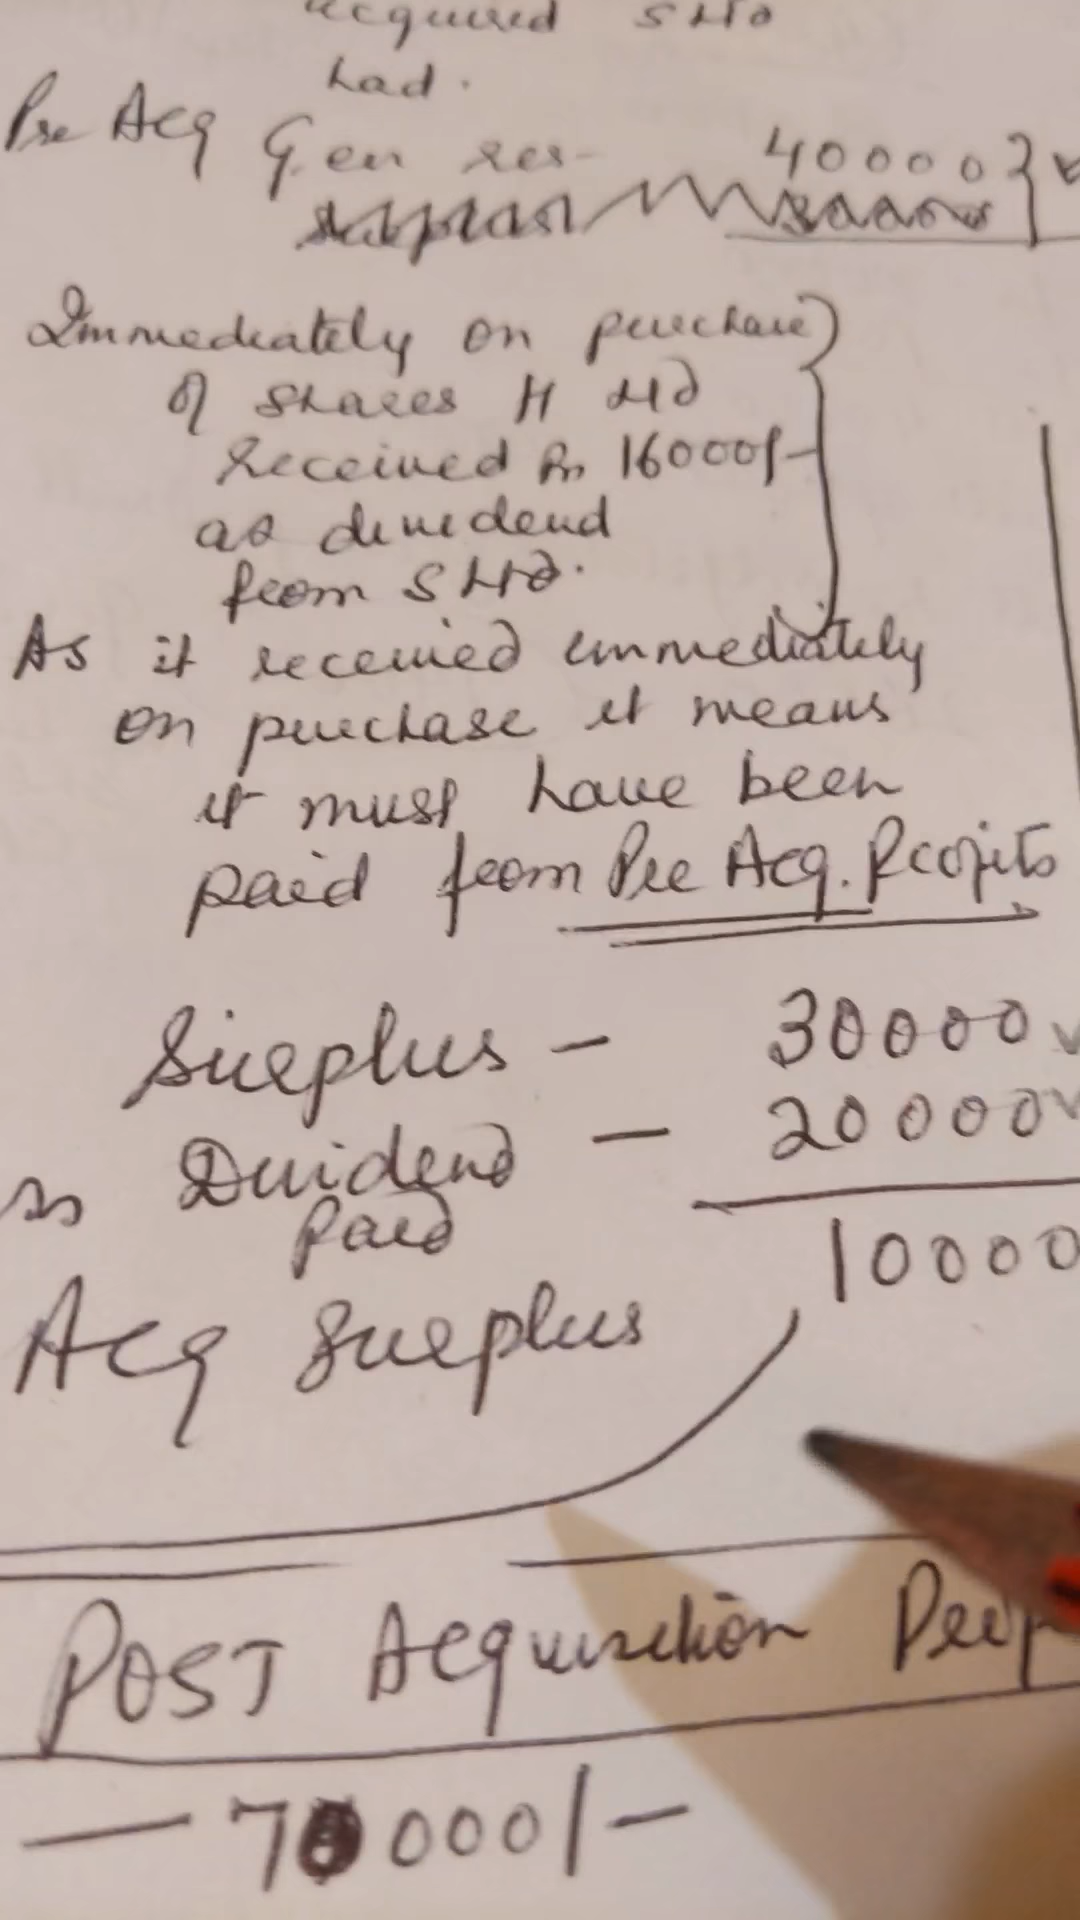 acquired S Ltd
had.
Pre Acq Gen res- 40000
Immediately on purchase
of shares H Ltd
received Rs 16000/-
as dividend
from S Ltd.
As it received immediately
on purchase it means
it must have been
paid from Pre Acq. Profits
Surplus - 30000
Dividend - 20000
Paid
10000
Acq Surplus
POST Acquisition
- 70000/-